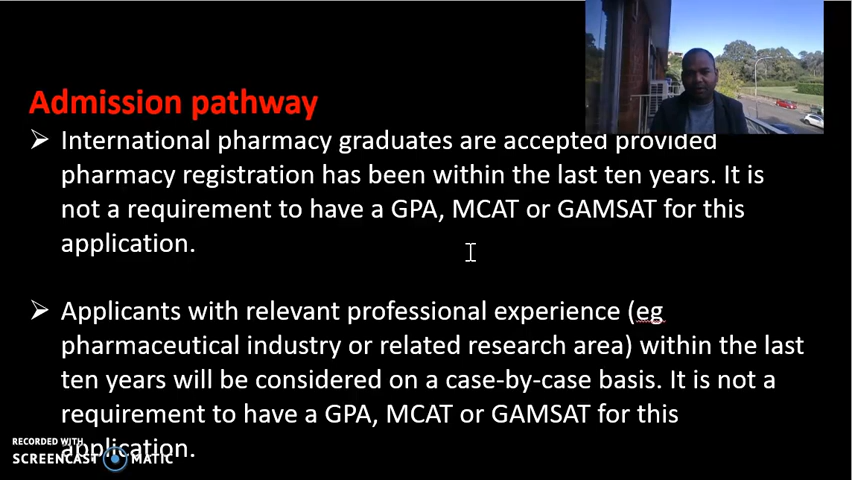 Admission pathway
➢ International pharmacy graduates are accepted provided
pharmacy registration has been within the last ten years. It is
not a requirement to have a GPA, MCAT or GAMSAT for this
application.
➢ Applicants with relevant professional experience (eg
pharmaceutical industry or related research area) within the last
ten years will be considered on a case-by-case basis. It is not a
requirement to have a GPA, MCAT or GAMSAT for this
application.
RECORDED WITH
SCREENCAST MATIC